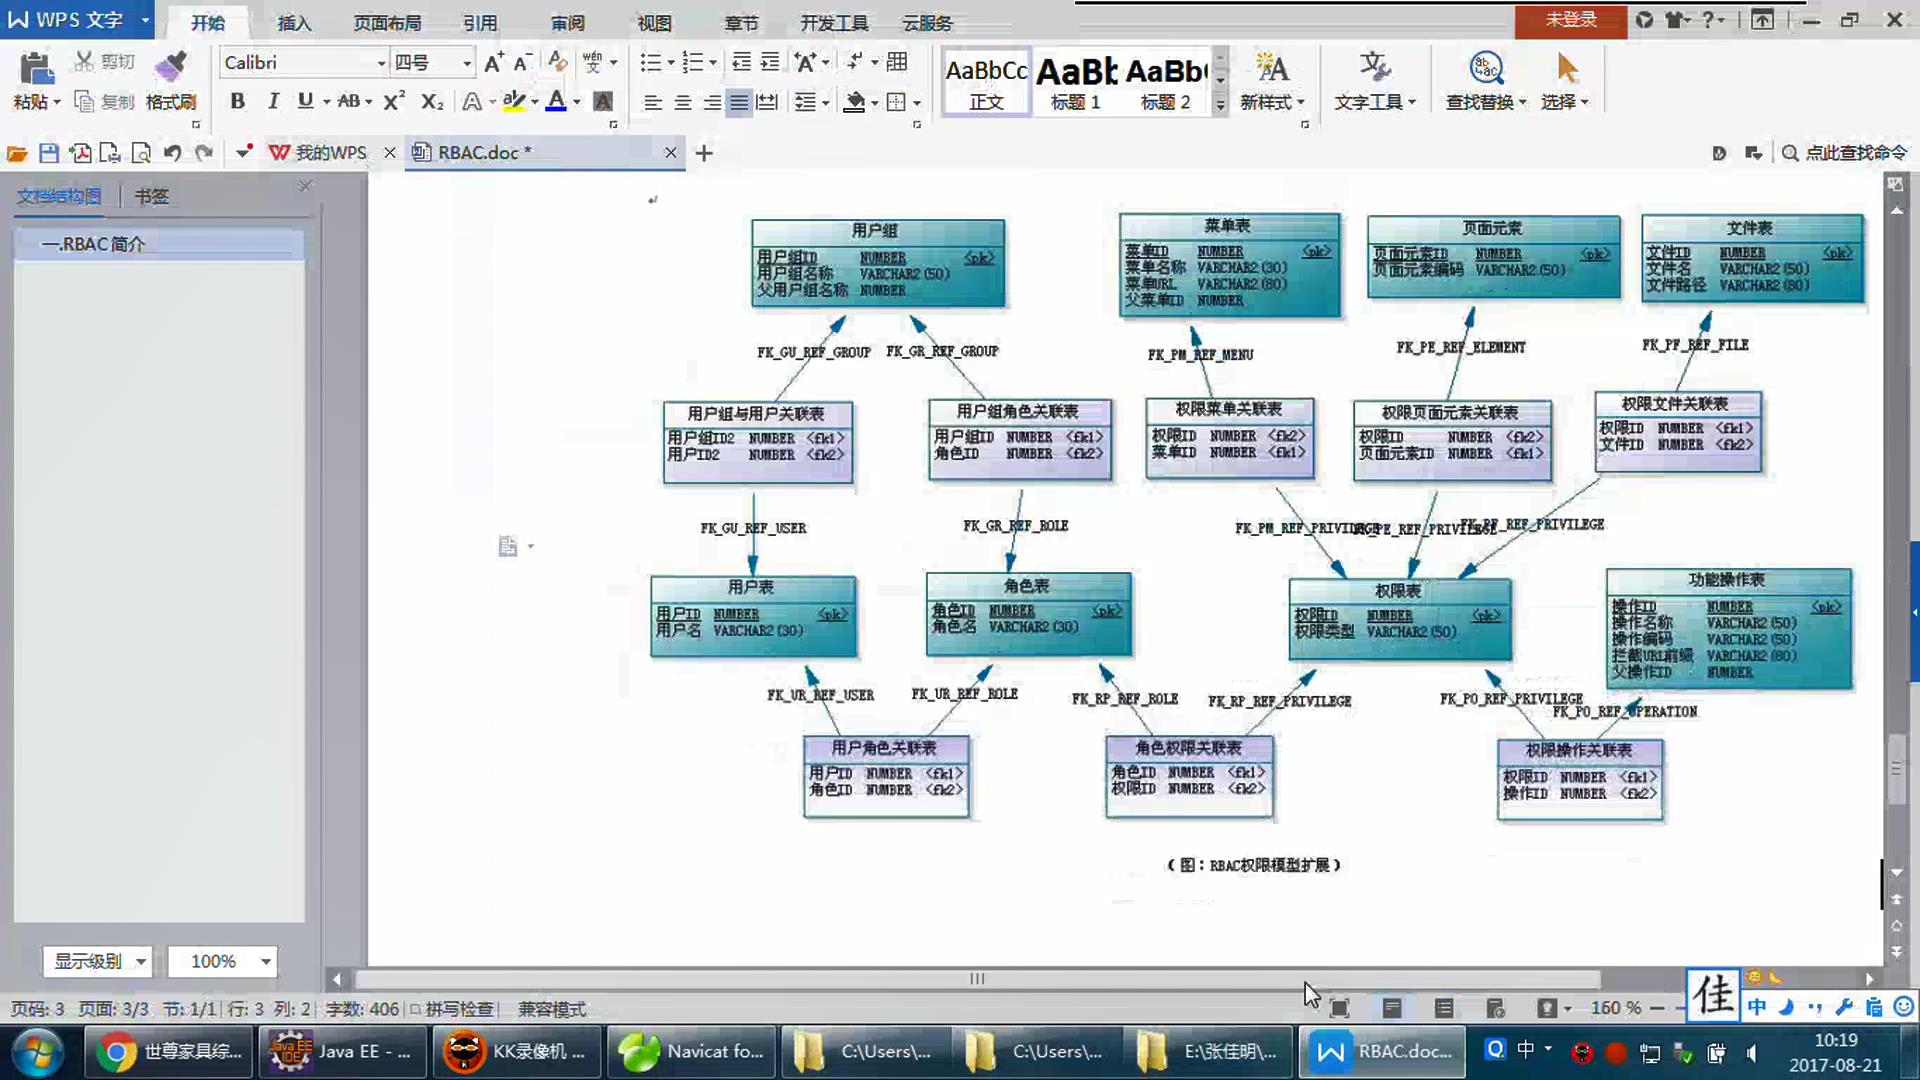 WPS 文字
开始
插入
页面布局
引用
审阅
视图
章节
开发工具
云服务
未登录
粘贴
剪切
复制
格式刷
Calibri
四号
AaBbCc
正文
AaBb
标题 1
AaBb
标题 2
新样式
文字工具
查找替换
选择
我的WPS
RBAC.doc *
点此查找命令
文档结构图
书签
一.RBAC 简介
用户组
用户组ID NUMBER <pk>
用户组名称 VARCHAR2(50)
父用户组名称 NUMBER
菜单表
菜单ID NUMBER <pk>
菜单名称 VARCHAR2(30)
菜单URL VARCHAR2(80)
父菜单ID NUMBER
页面元素
页面元素ID NUMBER <pk>
页面元素编码 VARCHAR2(50)
文件表
文件ID NUMBER <pk>
文件名 VARCHAR2(50)
文件路径 VARCHAR2(80)
FK_GU_REF_GROUP
FK_GR_REF_GROUP
FK_PM_REF_MENU
FK_PE_REF_ELEMENT
FK_PF_REF_FILE
用户组与用户关联表
用户组ID2 NUMBER <fk1>
用户ID2 NUMBER <fk2>
用户组角色关联表
用户组ID NUMBER <fk1>
角色ID NUMBER <fk2>
权限菜单关联表
权限ID NUMBER <fk2>
菜单ID NUMBER <fk1>
权限页面元素关联表
权限ID NUMBER <fk2>
页面元素ID NUMBER <fk1>
权限文件关联表
权限ID NUMBER <fk1>
文件ID NUMBER <fk2>
FK_GU_REF_USER
FK_GR_REF_ROLE
FK_PM_REF_PRIVILEGE
FK_PE_REF_PRIVILEGE
FK_PF_REF_PRIVILEGE
用户表
用户ID NUMBER <pk>
用户名 VARCHAR2(30)
角色表
角色ID NUMBER <pk>
角色名 VARCHAR2(30)
权限表
权限ID NUMBER <pk>
权限类型 VARCHAR2(50)
功能操作表
操作ID NUMBER <pk>
操作名称 VARCHAR2(50)
操作编码 VARCHAR2(50)
拦截URL前缀 VARCHAR2(80)
父操作ID NUMBER
FK_UR_REF_USER
FK_UR_REF_ROLE
FK_RP_REF_ROLE
FK_RP_REF_PRIVILEGE
FK_PO_REF_PRIVILEGE
FK_PO_REF_OPERATION
用户角色关联表
用户ID NUMBER <fk1>
角色ID NUMBER <fk2>
角色权限关联表
角色ID NUMBER <fk1>
权限ID NUMBER <fk2>
权限操作关联表
权限ID NUMBER <fk1>
操作ID NUMBER <fk2>
（图：RBAC权限模型扩展）
显示级别
100%
页码: 3 页面: 3/3 节: 1/1 行: 3 列: 2 字数: 406 拼写检查 兼容模式
160 %
佳
中
世尊家具综...
Java EE - ...
KK录像机 ...
Navicat fo...
C:\Users\...
C:\Users\...
E:\张佳明\...
RBAC.doc...
中
10:19
2017-08-21